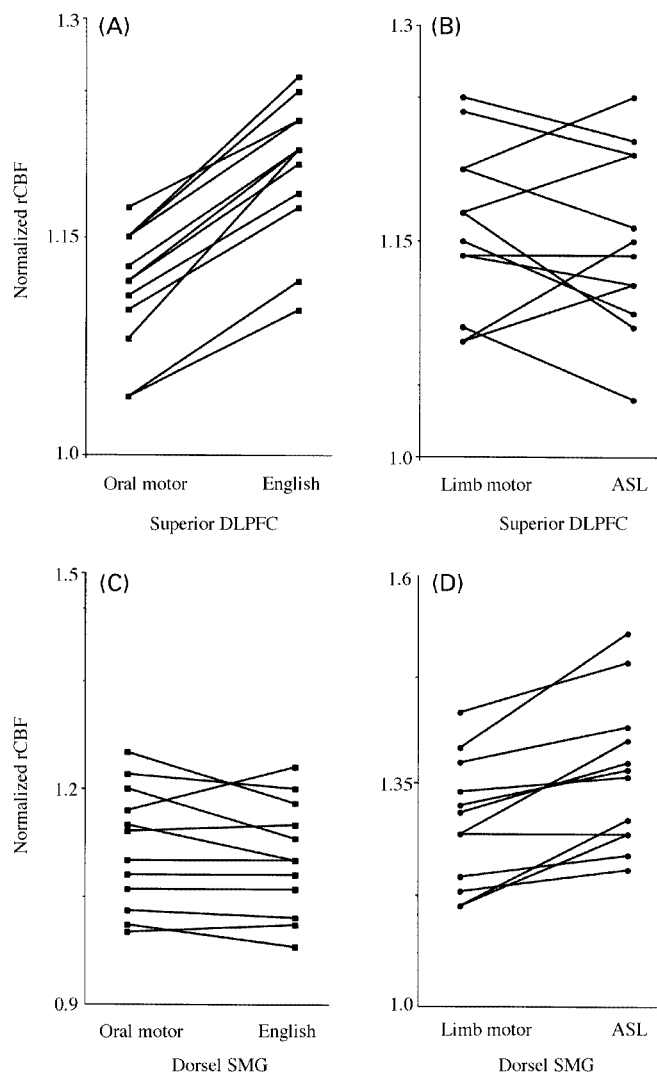 (A)
1.3
Normalized rCBF
1.15
1.0
Oral motor English
Superior DLPFC
(B)
1.3
1.15
1.0
Limb motor ASL
Superior DLPFC
(C)
1.5
Normalized rCBF
1.2
0.9
Oral motor English
Dorsel SMG
(D)
1.6
1.35
1.0
Limb motor ASL
Dorsel SMG